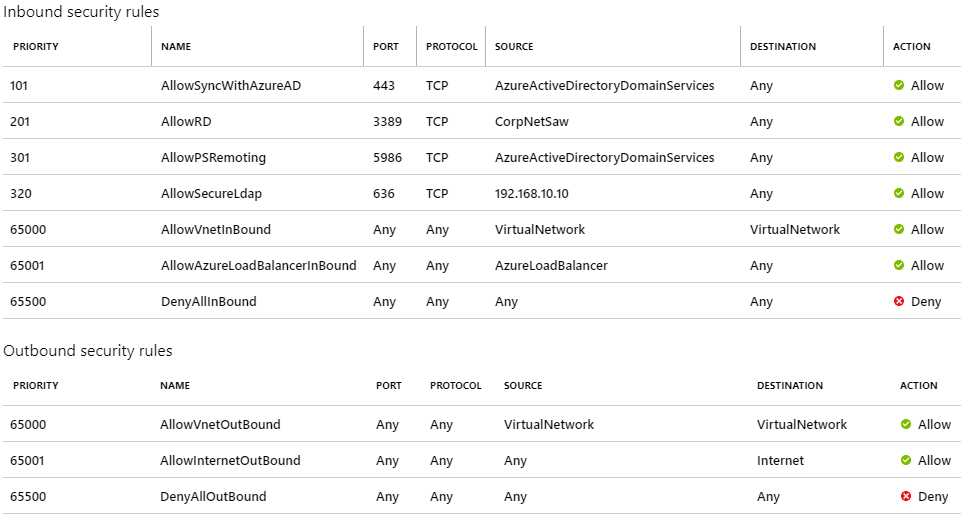 Inbound security rules
PRIORITY NAME PORT PROTOCOL SOURCE DESTINATION ACTION
101 AllowSyncWithAzureAD 443 TCP AzureActiveDirectoryDomainServices Any Allow
201 AllowRD 3389 TCP CorpNetSaw Any Allow
301 AllowPSRemoting 5986 TCP AzureActiveDirectoryDomainServices Any Allow
320 AllowSecureLdap 636 TCP 192.168.10.10 Any Allow
65000 AllowVnetInBound Any Any VirtualNetwork VirtualNetwork Allow
65001 AllowAzureLoadBalancerInBound Any Any AzureLoadBalancer Any Allow
65500 DenyAllInBound Any Any Any Any Deny
Outbound security rules
PRIORITY NAME PORT PROTOCOL SOURCE DESTINATION ACTION
65000 AllowVnetOutBound Any Any VirtualNetwork VirtualNetwork Allow
65001 AllowInternetOutBound Any Any Any Internet Allow
65500 DenyAllOutBound Any Any Any Any Deny